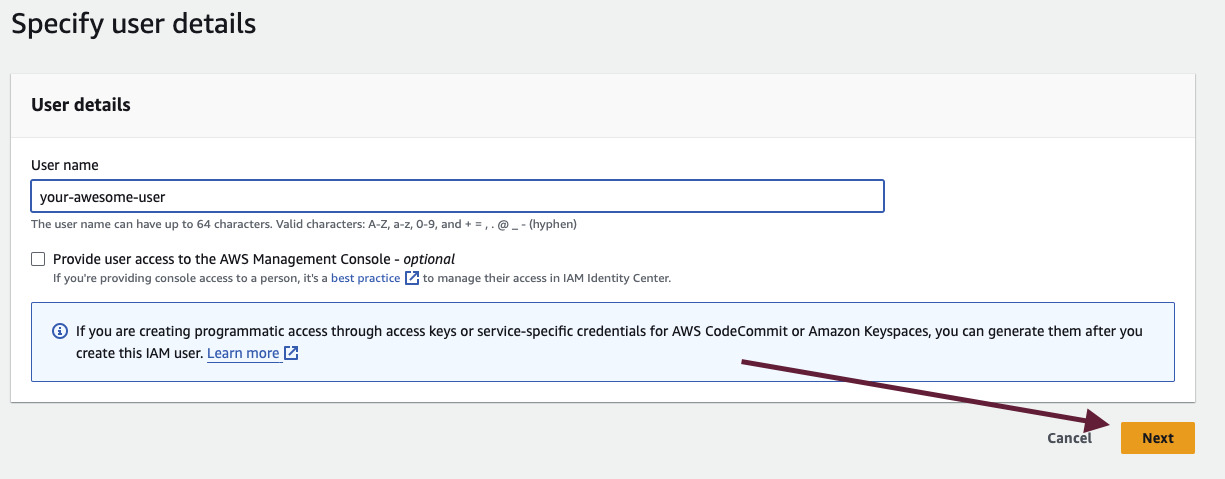 Specify user details
User details
User name
your-awesome-user
The user name can have up to 64 characters. Valid characters: A-Z, a-z, 0-9, and + = , . @ _ - (hyphen)
Provide user access to the AWS Management Console - optional
If you're providing console access to a person, it's a best practice to manage their access in IAM Identity Center.
If you are creating programmatic access through access keys or service-specific credentials for AWS CodeCommit or Amazon Keyspaces, you can generate them after you
create this IAM user. Learn more
Cancel Next